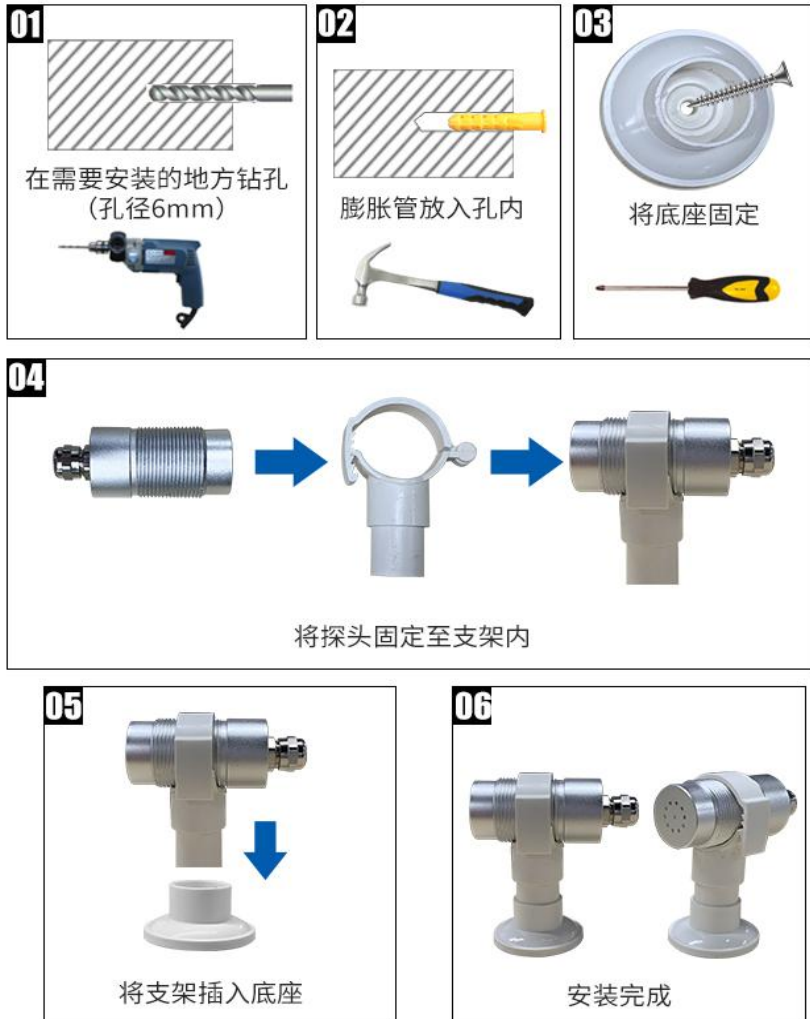 01
在需要安装的地方钻孔
（孔径6mm）
02
膨胀管放入孔内
03
将底座固定
04
将探头固定至支架内
05
将支架插入底座
06
安装完成